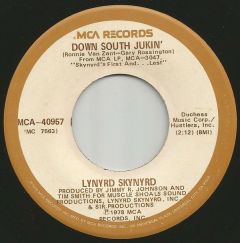 MCA RECORDS
DOWN SOUTH JUKIN'
(Ronnie Van Zant-Gary Rossington)
From MCA LP, MCA-3047,
"Skynyrd's First And. . .Last"
MCA-40957
(MC 7563)
Duchess
Music Corp./
Hustlers, Inc.
(2:12) (BMI)
LYNYRD SKYNYRD
PRODUCED BY JIMMY R. JOHNSON AND
TIM SMITH FOR MUSCLE SHOALS SOUND
PRODUCTIONS, LYNYRD SKYNYRD, INC.
& SIR PRODUCTIONS
℗1978 MCA
RECORDS, INC.